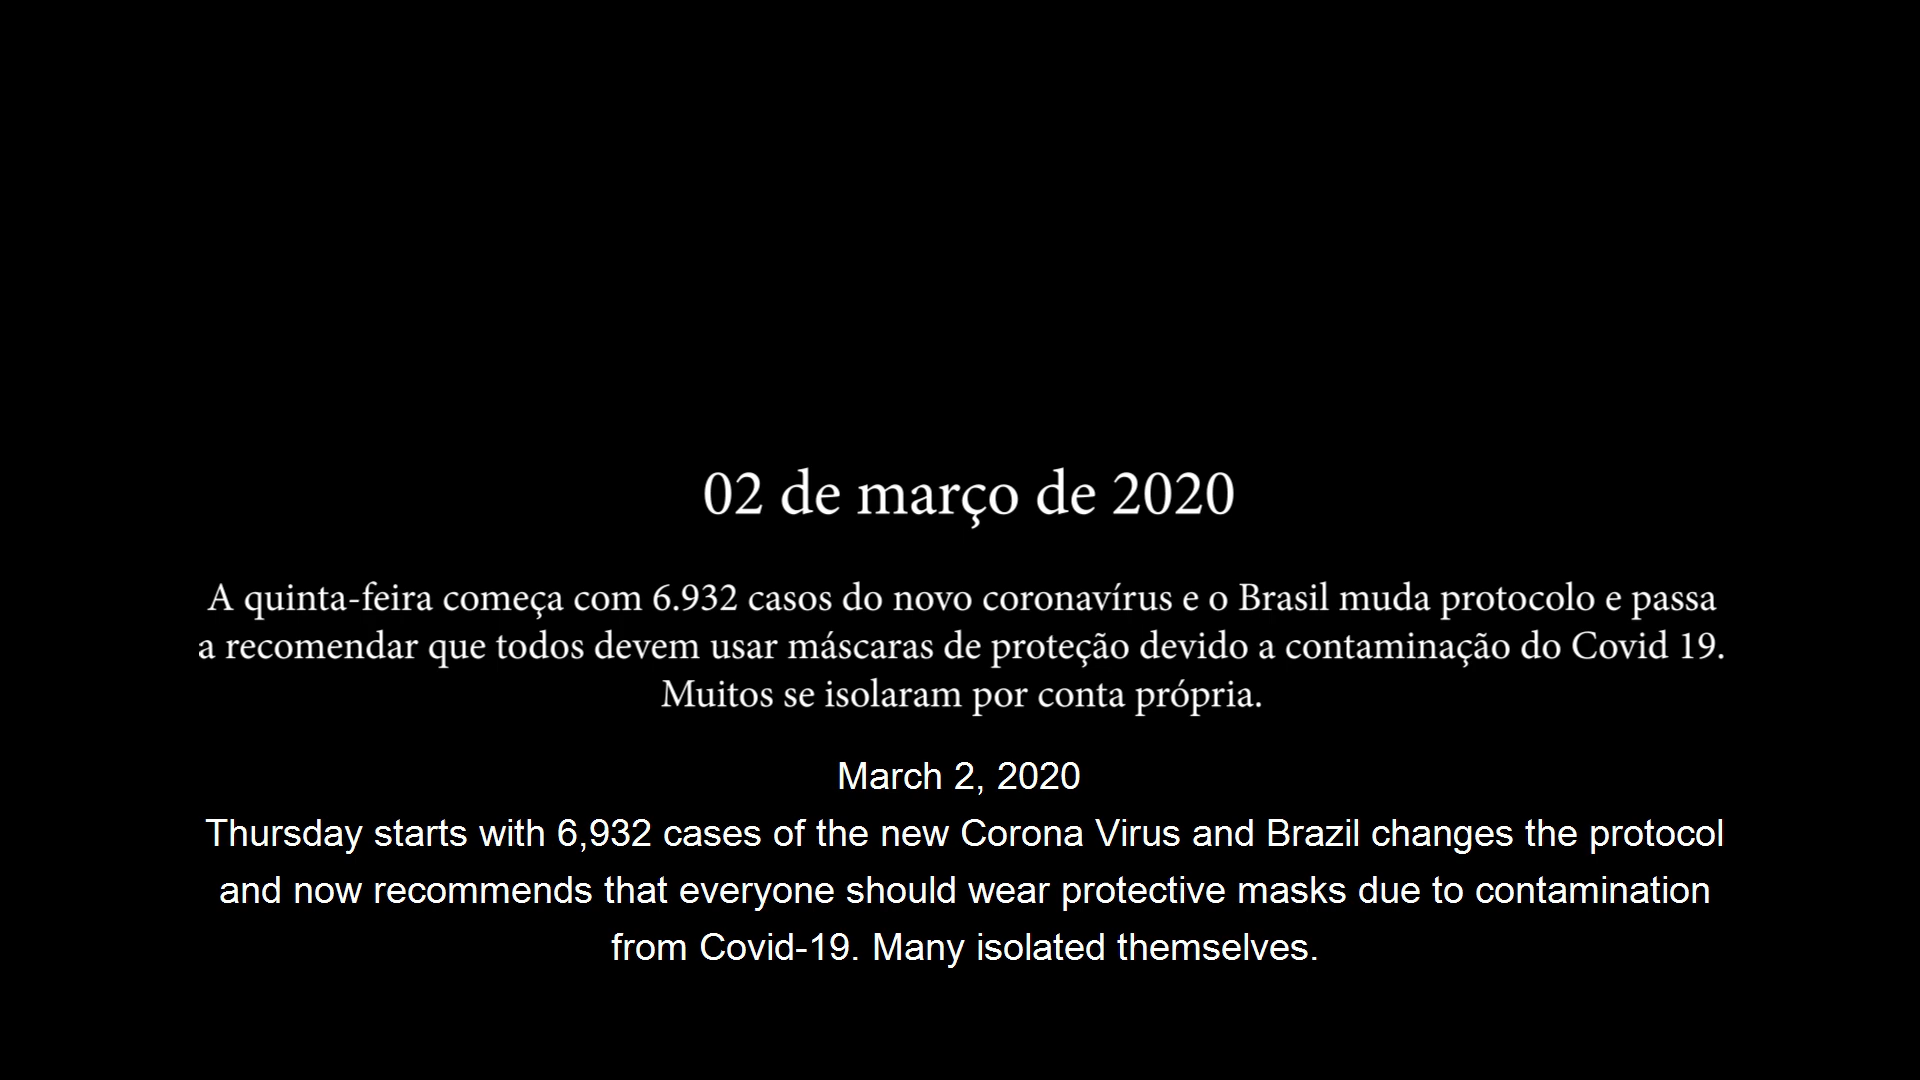 02 de março de 2020
A quinta-feira começa com 6.932 casos do novo coronavírus e o Brasil muda protocolo e passa
a recomendar que todos devem usar máscaras de proteção devido a contaminação do Covid 19.
Muitos se isolaram por conta própria.
March 2, 2020
Thursday starts with 6,932 cases of the new Corona Virus and Brazil changes the protocol
and now recommends that everyone should wear protective masks due to contamination
from Covid-19. Many isolated themselves.